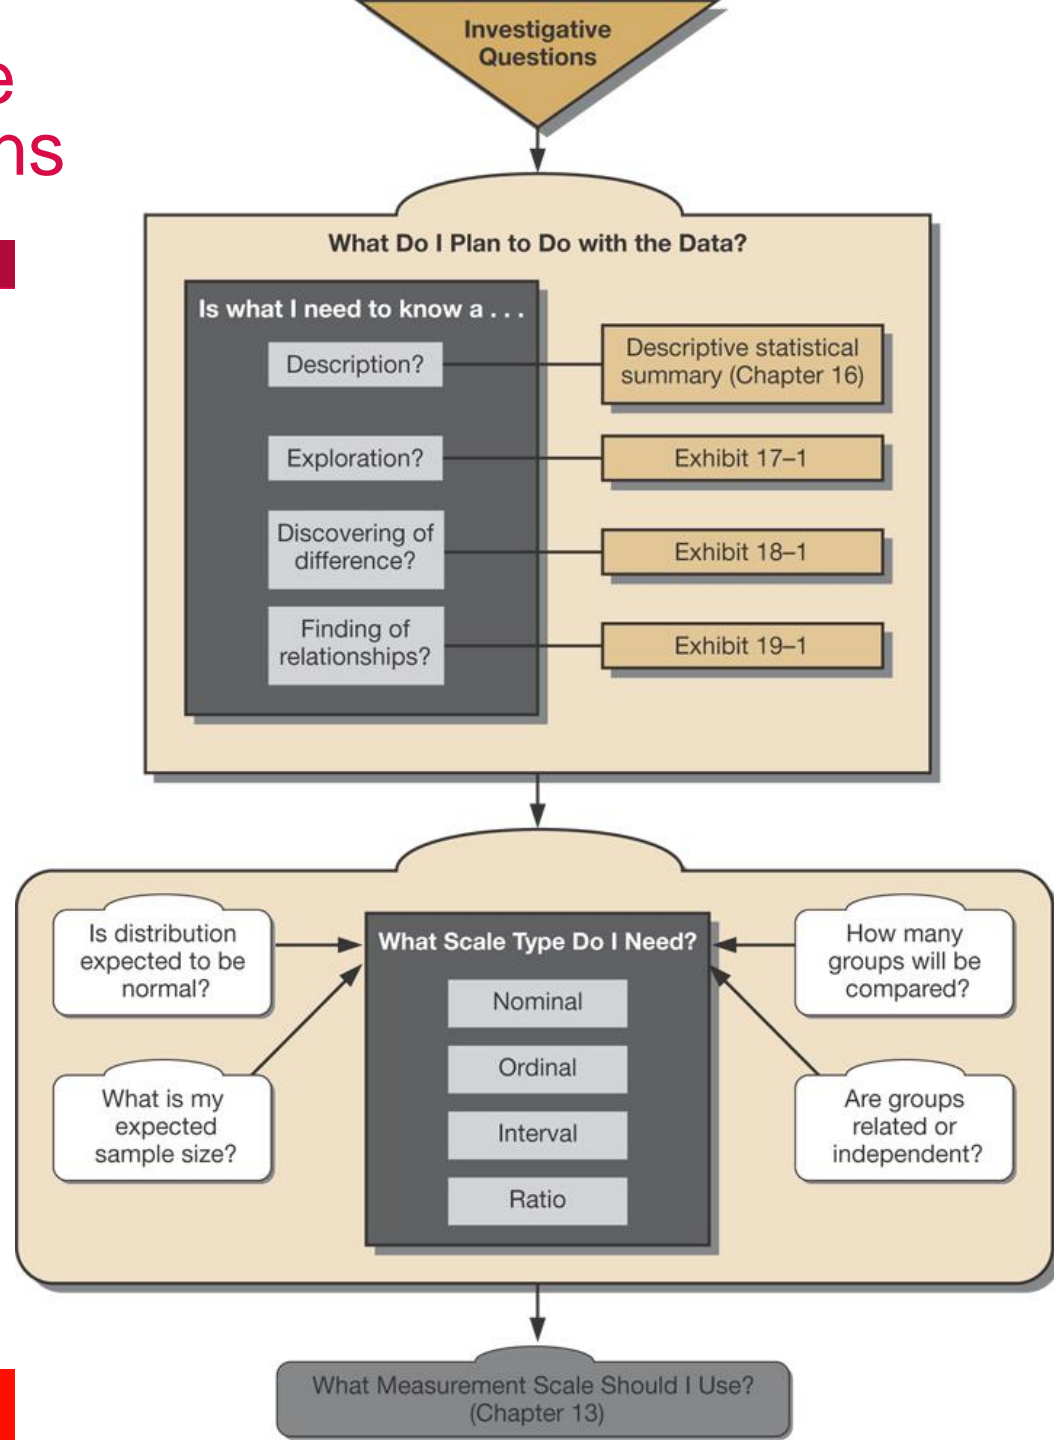 e
ns
Investigative
Questions
What Do I Plan to Do with the Data?
Is what I need to know a . . .
Description?
Descriptive statistical
summary (Chapter 16)
Exploration?
Exhibit 17–1
Discovering of
difference?
Exhibit 18–1
Finding of
relationships?
Exhibit 19–1
Is distribution
expected to be
normal?
What is my
expected
sample size?
What Scale Type Do I Need?
Nominal
Ordinal
Interval
Ratio
How many
groups will be
compared?
Are groups
related or
independent?
What Measurement Scale Should I Use?
(Chapter 13)